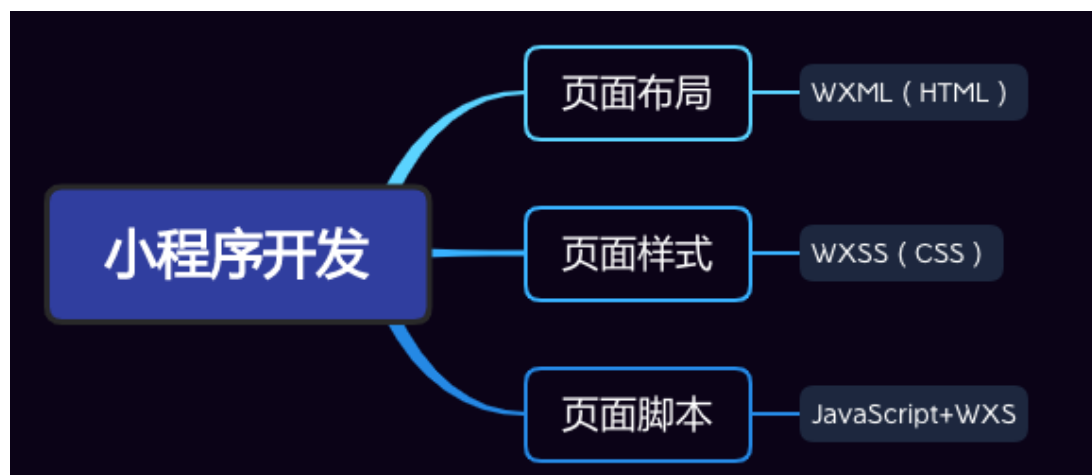 小程序开发
页面布局
WXML ( HTML )
页面样式
WXSS ( CSS )
页面脚本
JavaScript+WXS